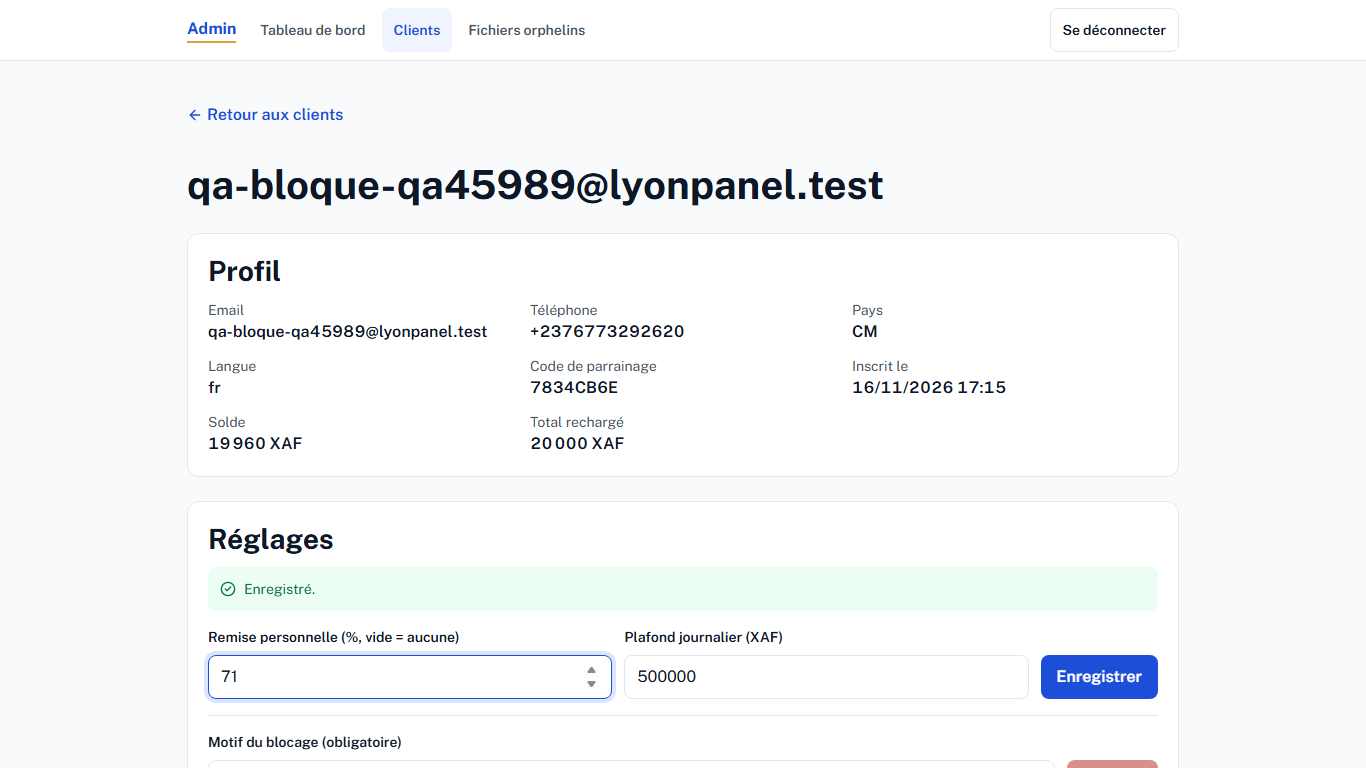 Admin Tableau de bord Clients Fichiers orphelins Se déconnecter
← Retour aux clients
qa-bloque-qa45989@lyonpanel.test
Profil
Email Téléphone Pays
qa-bloque-qa45989@lyonpanel.test +2376773292620 CM
Langue Code de parrainage Inscrit le
fr 7834CB6E 16/11/2026 17:15
Solde Total rechargé
19 960 XAF 20 000 XAF
Réglages
Enregistré.
Remise personnelle (%, vide = aucune) Plafond journalier (XAF)
71 500000 Enregistrer
Motif du blocage (obligatoire)